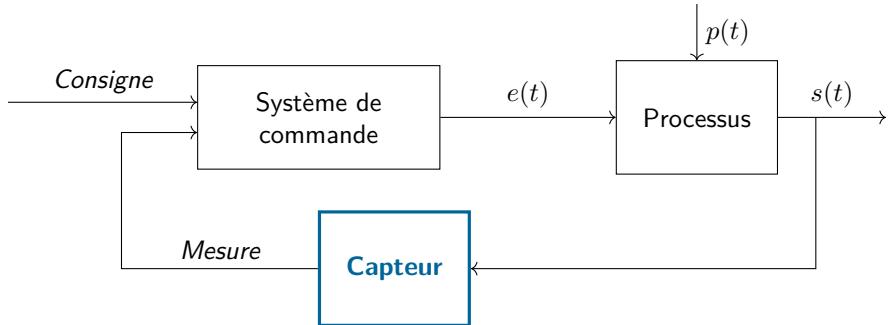 p(t)
Consigne
Système de
commande
e(t)
Processus
s(t)
Mesure
Capteur